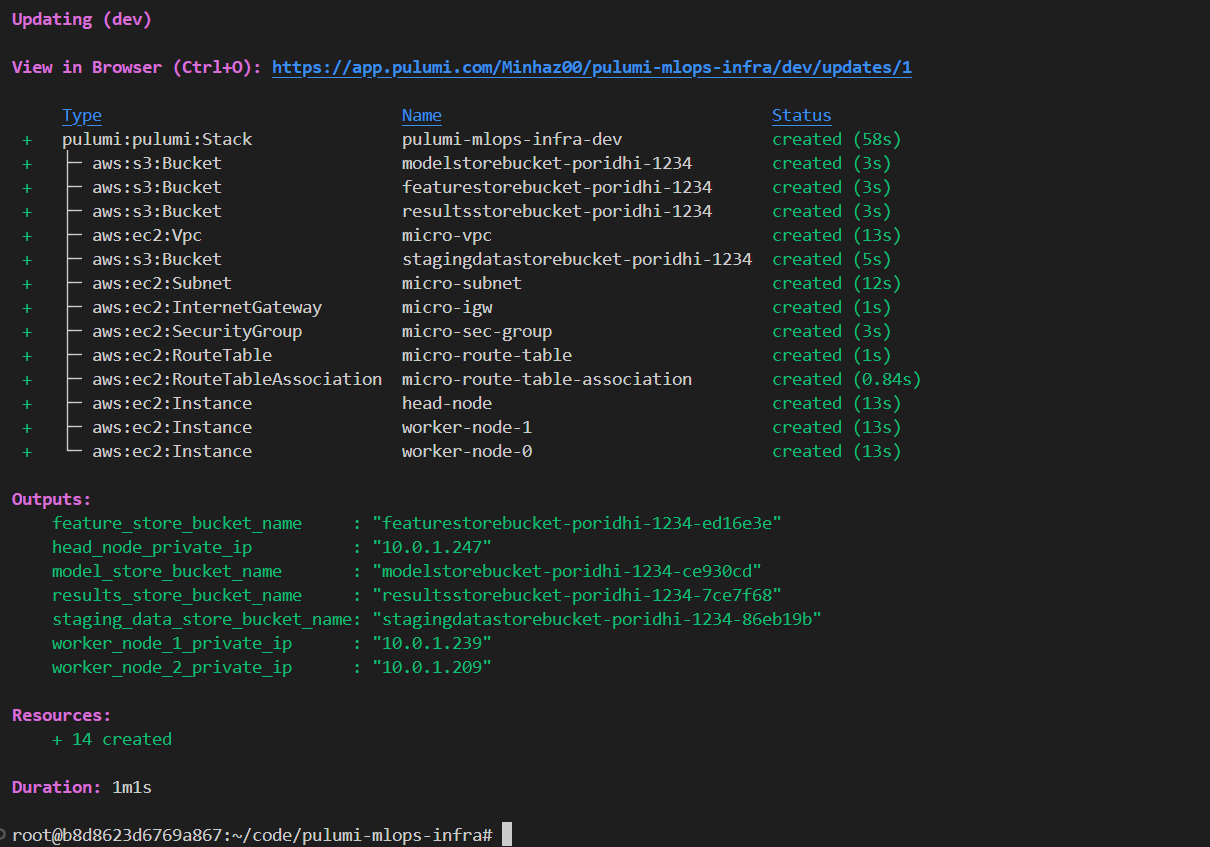 Updating (dev)
View in Browser (Ctrl+O): https://app.pulumi.com/Minhaz00/pulumi-mlops-infra/dev/updates/1
Type Name Status
+ pulumi:pulumi:Stack pulumi-mlops-infra-dev created (58s)
+ ├─ aws:s3:Bucket modelstorebucket-poridhi-1234 created (3s)
+ ├─ aws:s3:Bucket featurestorebucket-poridhi-1234 created (3s)
+ ├─ aws:s3:Bucket resultsstorebucket-poridhi-1234 created (3s)
+ ├─ aws:ec2:Vpc micro-vpc created (13s)
+ ├─ aws:s3:Bucket stagingdatastorebucket-poridhi-1234 created (5s)
+ ├─ aws:ec2:Subnet micro-subnet created (12s)
+ ├─ aws:ec2:InternetGateway micro-igw created (1s)
+ ├─ aws:ec2:SecurityGroup micro-sec-group created (3s)
+ ├─ aws:ec2:RouteTable micro-route-table created (1s)
+ ├─ aws:ec2:RouteTableAssociation micro-route-table-association created (0.84s)
+ ├─ aws:ec2:Instance head-node created (13s)
+ ├─ aws:ec2:Instance worker-node-1 created (13s)
+ └─ aws:ec2:Instance worker-node-0 created (13s)
Outputs:
feature_store_bucket_name : "featurestorebucket-poridhi-1234-ed16e3e"
head_node_private_ip : "10.0.1.247"
model_store_bucket_name : "modelstorebucket-poridhi-1234-ce930cd"
results_store_bucket_name : "resultsstorebucket-poridhi-1234-7ce7f68"
staging_data_store_bucket_name: "stagingdatastorebucket-poridhi-1234-86eb19b"
worker_node_1_private_ip : "10.0.1.239"
worker_node_2_private_ip : "10.0.1.209"
Resources:
+ 14 created
Duration: 1m1s
root@b8d8623d6769a867:~/code/pulumi-mlops-infra#